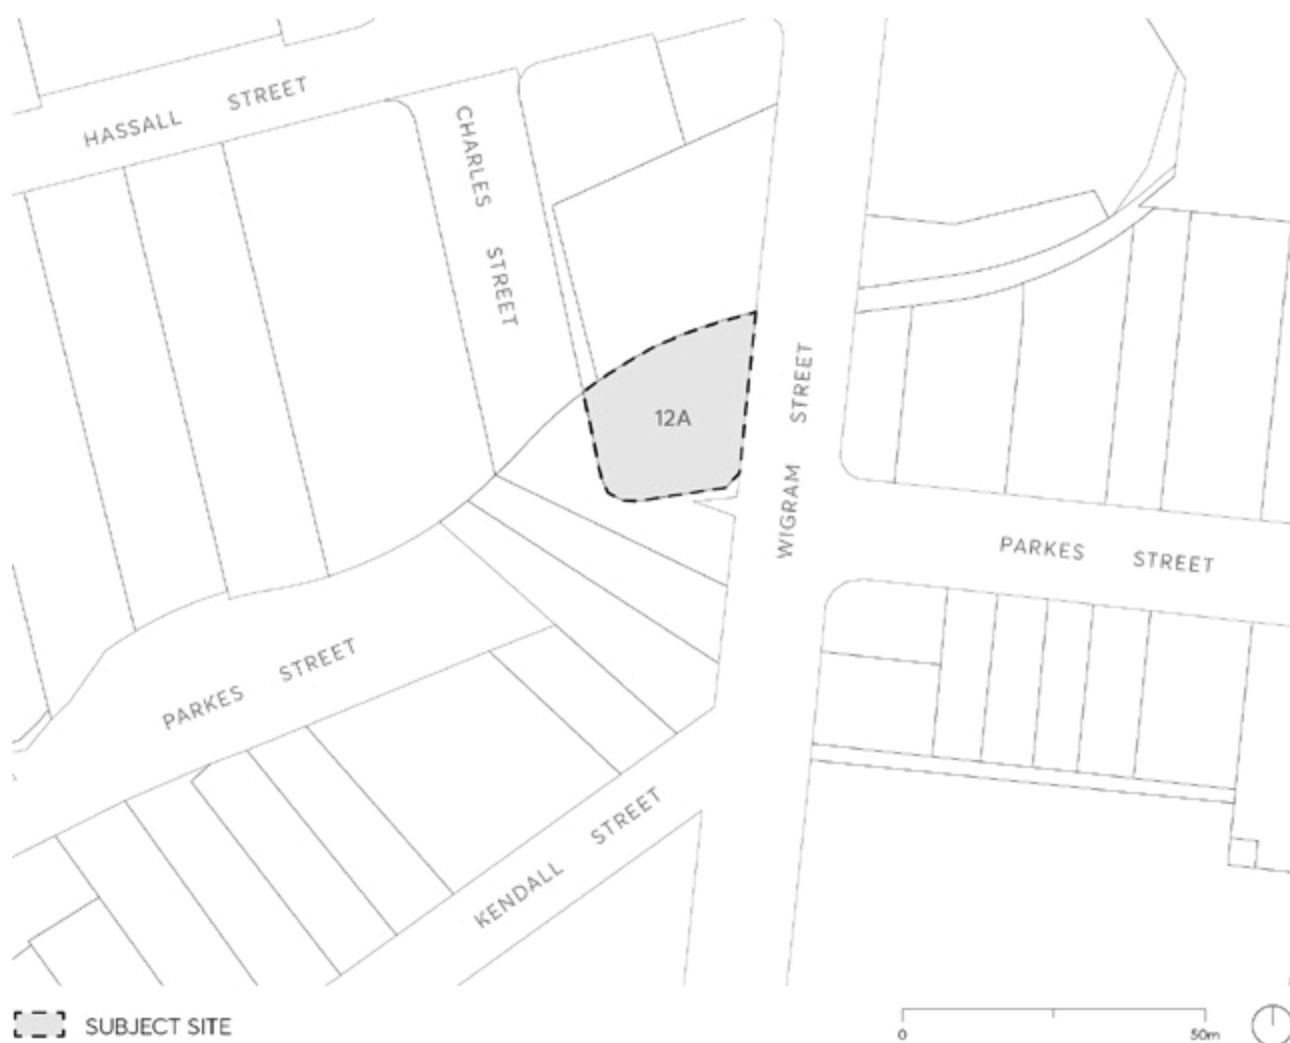 HASSALL STREET
CHARLES STREET
12A
WIGRAM STREET
PARKES STREET
PARKES STREET
KENDALL STREET
SUBJECT SITE
0 50m